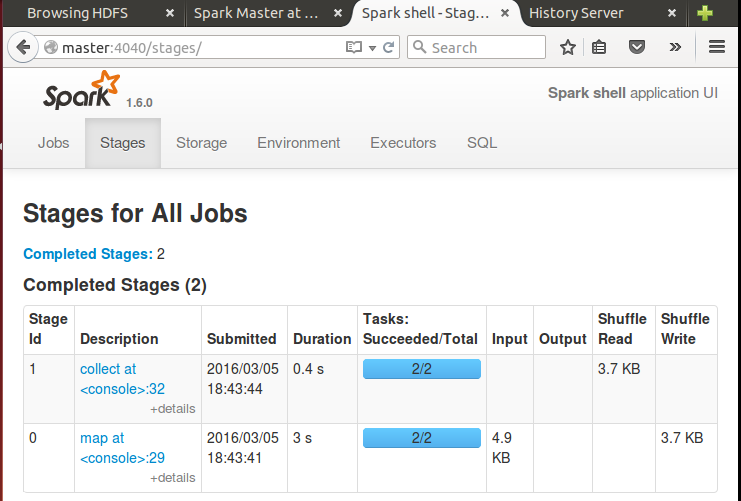 Browsing HDFS × Spark Master at ... × Spark shell - Stag... × History Server ×
master:4040/stages/ Search
Spark 1.6.0 Spark shell application UI
Jobs Stages Storage Environment Executors SQL
Stages for All Jobs
Completed Stages: 2
Completed Stages (2)
Stage Id Description Submitted Duration Tasks: Succeeded/Total Input Output Shuffle Read Shuffle Write
1 collect at <console>:32 +details 2016/03/05 18:43:44 0.4 s 2/2 3.7 KB
0 map at <console>:29 +details 2016/03/05 18:43:41 3 s 2/2 4.9 KB 3.7 KB